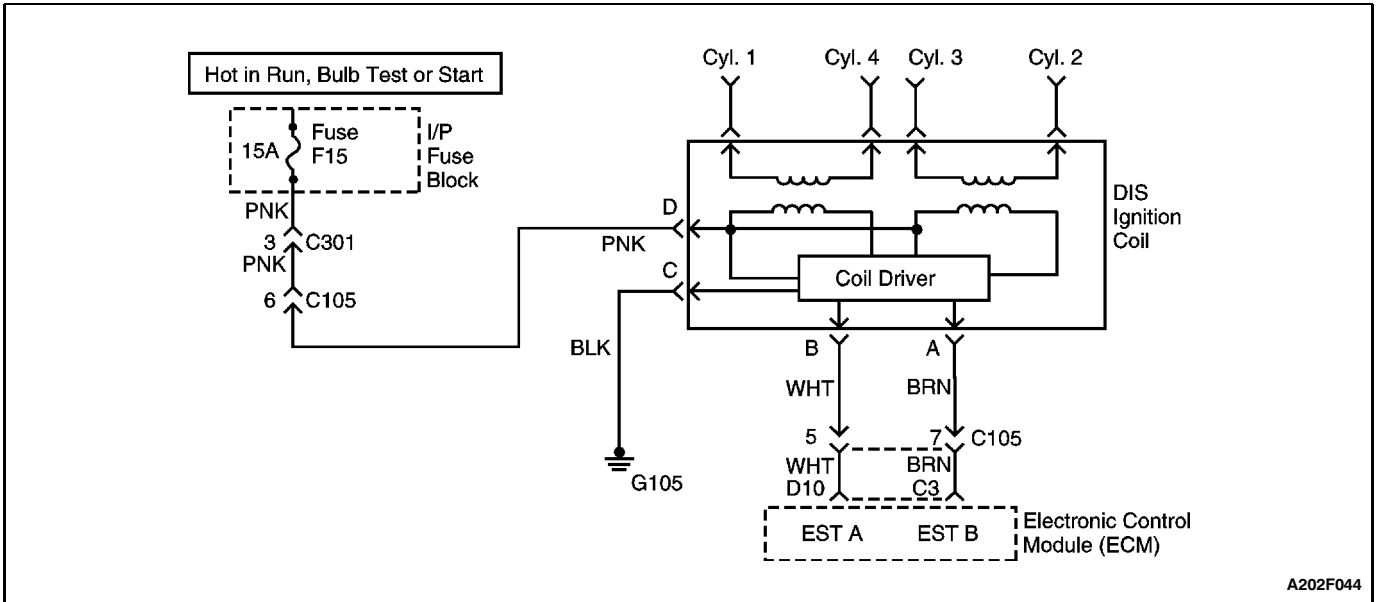 Hot in Run, Bulb Test or Start
Cyl. 1
Cyl. 4
Cyl. 3
Cyl. 2
15A
Fuse
F15
I/P
Fuse
Block
PNK
3
C301
PNK
6
C105
D
PNK
C
BLK
G105
DIS
Ignition
Coil
Coil Driver
B
A
WHT
BRN
5
7
C105
WHT
BRN
D10
C3
EST A
EST B
Electronic Control
Module (ECM)
A202F044